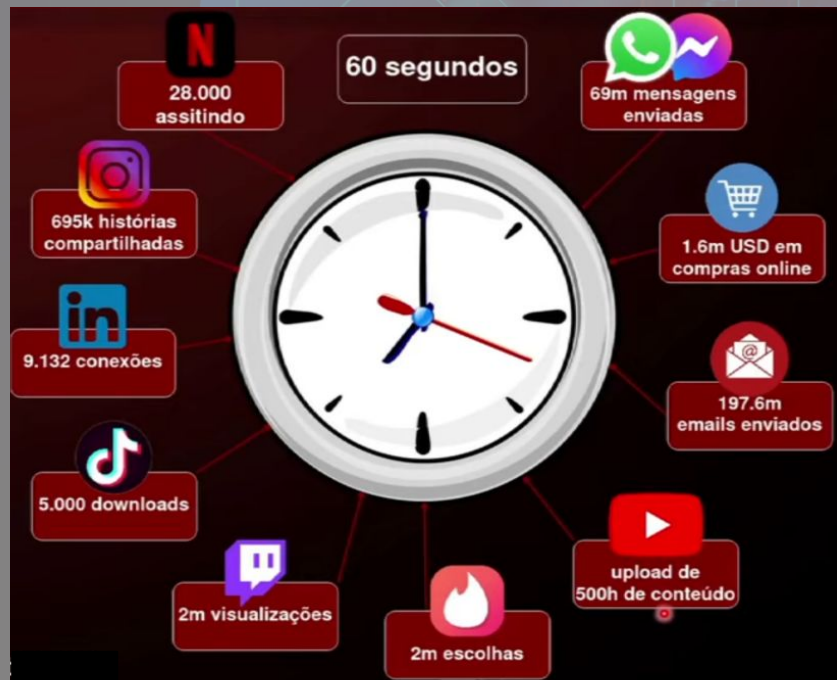 60 segundos
28.000
assitindo
69m mensagens
enviadas
695k histórias
compartilhadas
1.6m USD em
compras online
in
9.132 conexões
@
197.6m
emails enviados
5.000 downloads
upload de
500h de conteúdo
2m visualizações
2m escolhas